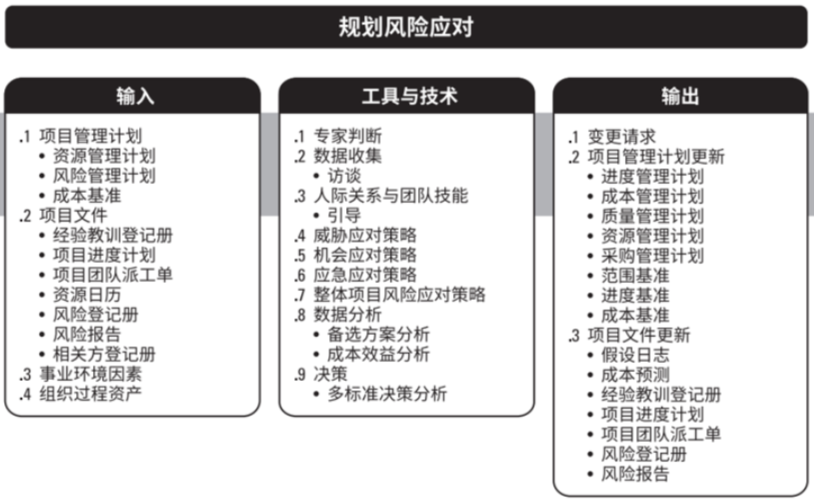 规划风险应对
输入
.1 项目管理计划
• 资源管理计划
• 风险管理计划
• 成本基准
.2 项目文件
• 经验教训登记册
• 项目进度计划
• 项目团队派工单
• 资源日历
• 风险登记册
• 风险报告
• 相关方登记册
.3 事业环境因素
.4 组织过程资产
工具与技术
.1 专家判断
.2 数据收集
• 访谈
.3 人际关系与团队技能
• 引导
.4 威胁应对策略
.5 机会应对策略
.6 应急应对策略
.7 整体项目风险应对策略
.8 数据分析
• 备选方案分析
• 成本效益分析
.9 决策
• 多标准决策分析
输出
.1 变更请求
.2 项目管理计划更新
• 进度管理计划
• 成本管理计划
• 质量管理计划
• 资源管理计划
• 采购管理计划
• 范围基准
• 进度基准
• 成本基准
.3 项目文件更新
• 假设日志
• 成本预测
• 经验教训登记册
• 项目进度计划
• 项目团队派工单
• 风险登记册
• 风险报告